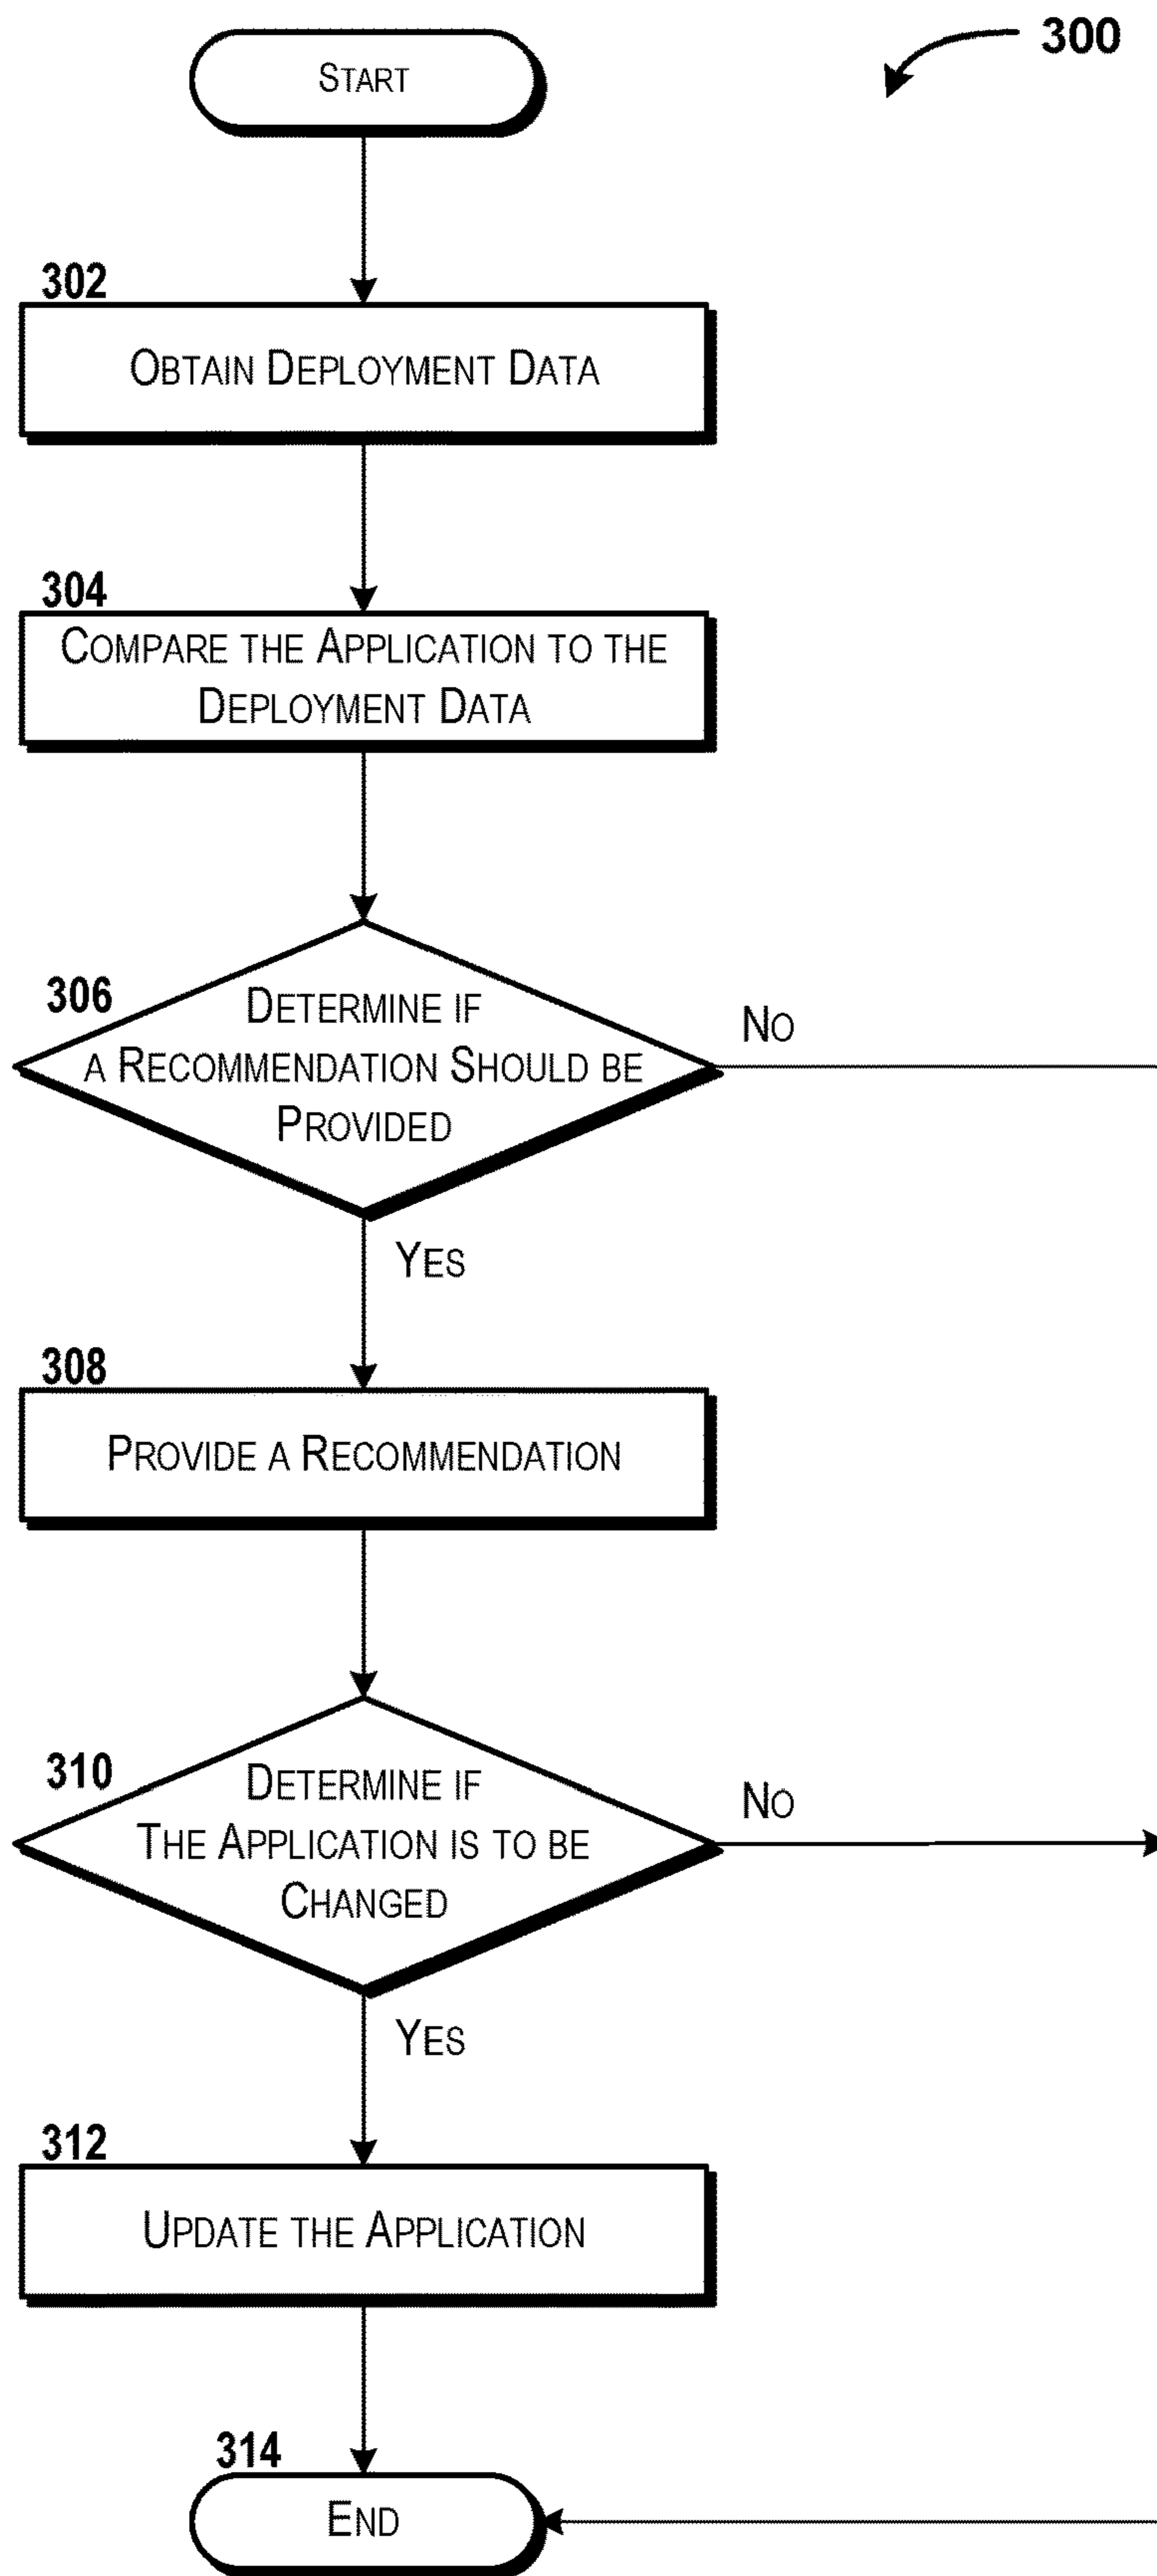 START
300
302
OBTAIN DEPLOYMENT DATA
304
COMPARE THE APPLICATION TO THE
DEPLOYMENT DATA
306
DETERMINE IF
A RECOMMENDATION SHOULD BE
PROVIDED
NO
YES
308
PROVIDE A RECOMMENDATION
310
DETERMINE IF
THE APPLICATION IS TO BE
CHANGED
NO
YES
312
UPDATE THE APPLICATION
314
END